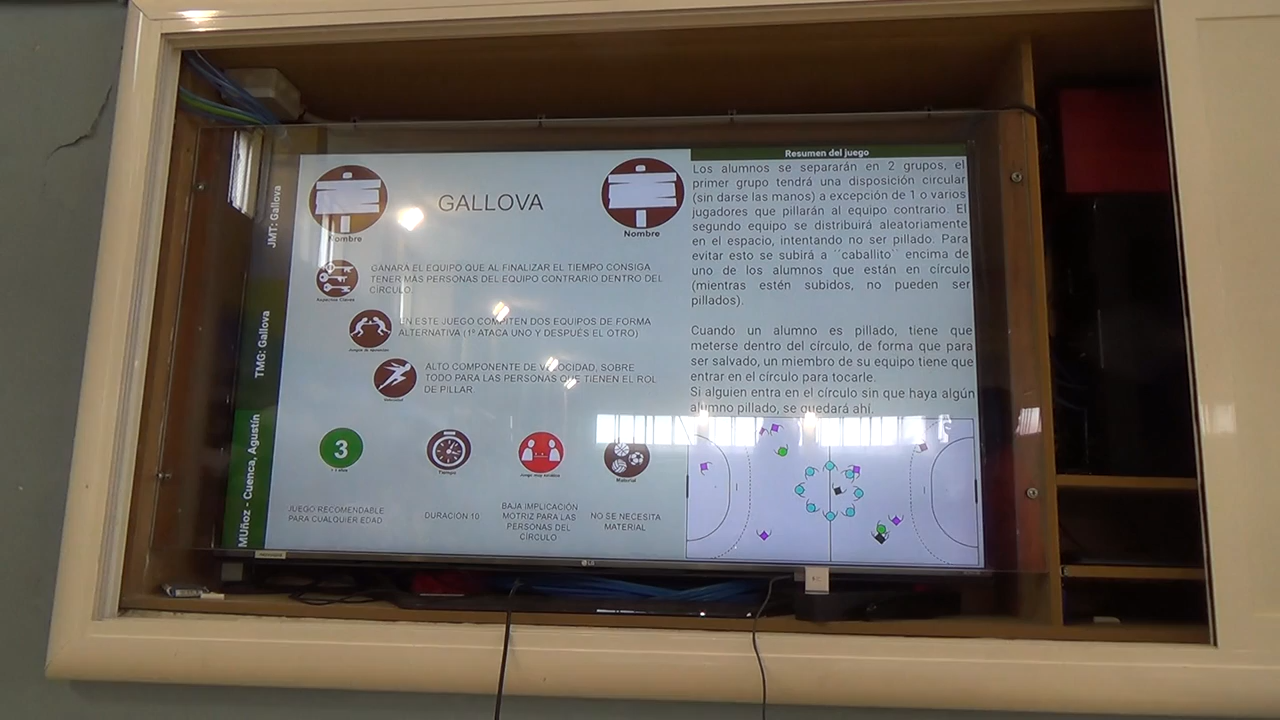 JMT: Gallova
TMG: Gallova
MUñoz - Cuenca, Agustín
Nombre
GALLOVA
Nombre
GANARÁ EL EQUIPO QUE AL FINALIZAR EL TIEMPO CONSIGA
TENER MÁS PERSONAS DEL EQUIPO CONTRARIO DENTRO DEL
CÍRCULO.
Aspectos Claves
EN ESTE JUEGO COMPITEN DOS EQUIPOS DE FORMA
ALTERNATIVA (1º ATACA UNO Y DESPUÉS EL OTRO)
ALTO COMPONENTE DE VELOCIDAD, SOBRE
TODO PARA LAS PERSONAS QUE TIENEN EL ROL
DE PILLAR
Velocidad
3
Tiempo
Material
JUEGO RECOMENDABLE
PARA CUALQUIER EDAD
DURACIÓN 10'
BAJA IMPLICACIÓN
MOTRIZ PARA LAS
PERSONAS DEL
CÍRCULO
NO SE NECESITA
MATERIAL
Resumen del juego
Los alumnos se separarán en 2 grupos, el
primer grupo tendrá una disposición circular
(sin darse las manos) a excepción de 1 o varios
jugadores que pillarán al equipo contrario. El
segundo equipo se distribuirá aleatoriamente
en el espacio, intentando no ser pillado. Para
evitar esto se subirá a ´´caballito`` encima de
uno de los alumnos que están en círculo
(mientras estén subidos, no pueden ser
pillados).
Cuando un alumno es pillado, tiene que
meterse dentro del círculo, de forma que para
ser salvado, un miembro de su equipo tiene que
entrar en el círculo para tocarle.
Si alguien entra en el círculo sin que haya algún
alumno pillado, se quedará ahí.
LG